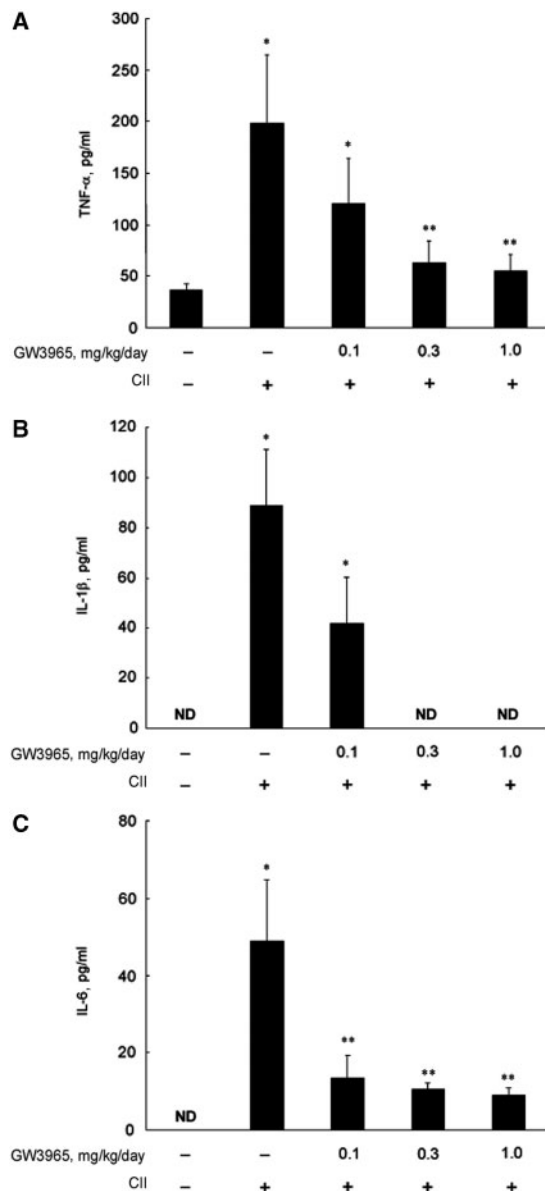 A
300
250
200
150
100
50
0
TNF-α, pg/ml
* * ** **
GW3965, mg/kg/day – – 0.1 0.3 1.0
CII – + + + +
B
120
100
80
60
40
20
0
IL-1β, pg/ml
* *
ND ND ND
GW3965, mg/kg/day – – 0.1 0.3 1.0
CII – + + + +
C
80
60
40
20
0
IL-6, pg/ml
* ** ** **
ND
GW3965, mg/kg/day – – 0.1 0.3 1.0
CII – + + + +